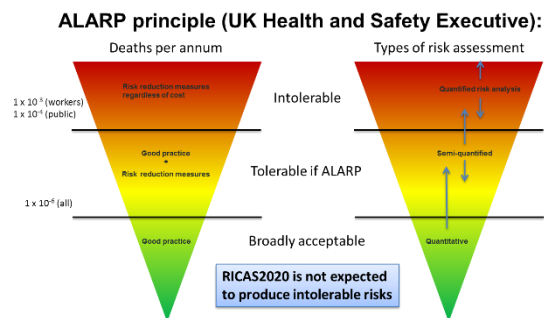 ALARP principle (UK Health and Safety Executive):
Deaths per annum
Types of risk assessment
Risk reduction measures
regardless of cost
Quantified risk analysis
Intolerable
1 x 10⁻³ (workers)
1 x 10⁻⁴ (public)
Good practice
+
Risk reduction measures
Semi-quantified
Tolerable if ALARP
1 x 10⁻⁶ (all)
Good practice
Broadly acceptable
Quantitative
RICAS2020 is not expected
to produce intolerable risks